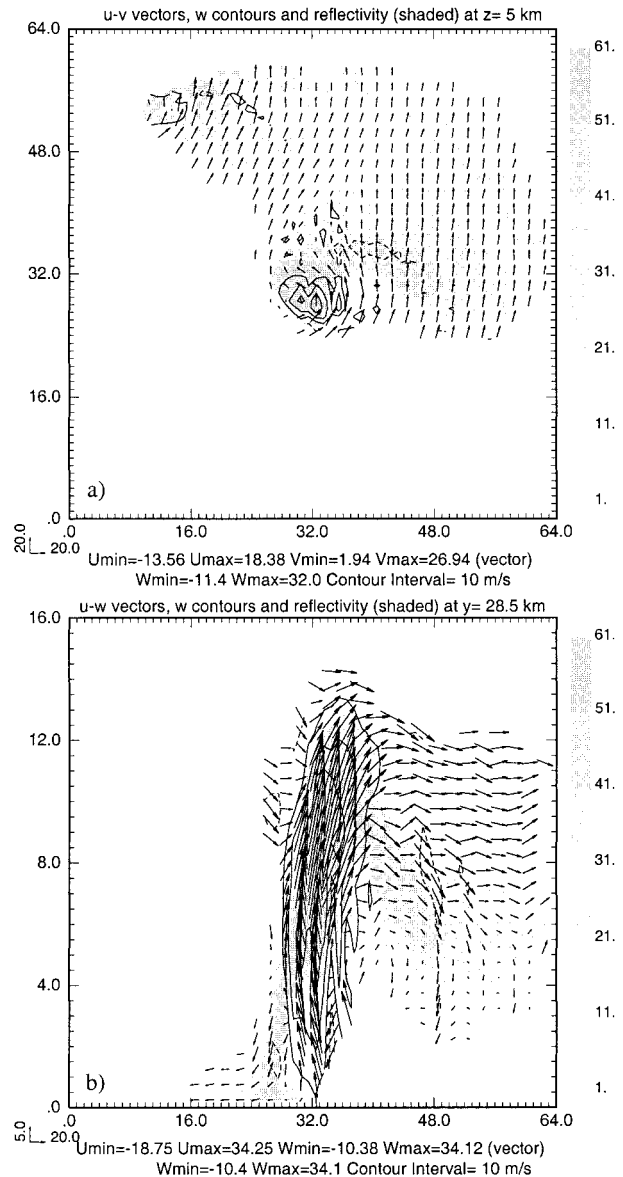 u-v vectors, w contours and reflectivity (shaded) at z= 5 km
64.0
48.0
32.0
16.0
.0
a)
.0 16.0 32.0 48.0 64.0
61.
51.
41.
31.
21.
11.
1.
20.0
20.0
Umin=-13.56 Umax=18.38 Vmin=1.94 Vmax=26.94 (vector)
Wmin=-11.4 Wmax=32.0 Contour Interval= 10 m/s
u-w vectors, w contours and reflectivity (shaded) at y= 28.5 km
16.0
12.0
8.0
4.0
.0
b)
.0 16.0 32.0 48.0 64.0
61.
51.
41.
31.
21.
11.
1.
5.0
20.0
Umin=-18.75 Umax=34.25 Wmin=-10.38 Wmax=34.12 (vector)
Wmin=-10.4 Wmax=34.1 Contour Interval= 10 m/s